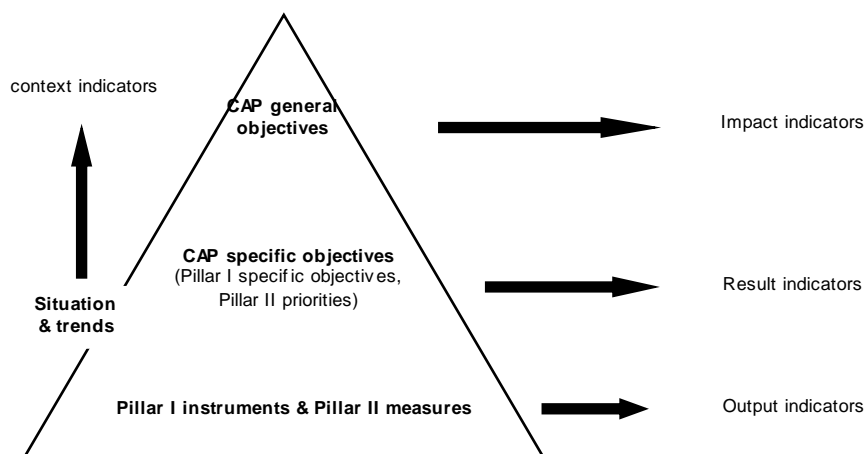 context indicators
CAP general
objectives
Impact indicators
CAP specific objectives
(Pillar I specific objectives,
Pillar II priorities)
Result indicators
Situation
& trends
Pillar I instruments & Pillar II measures
Output indicators